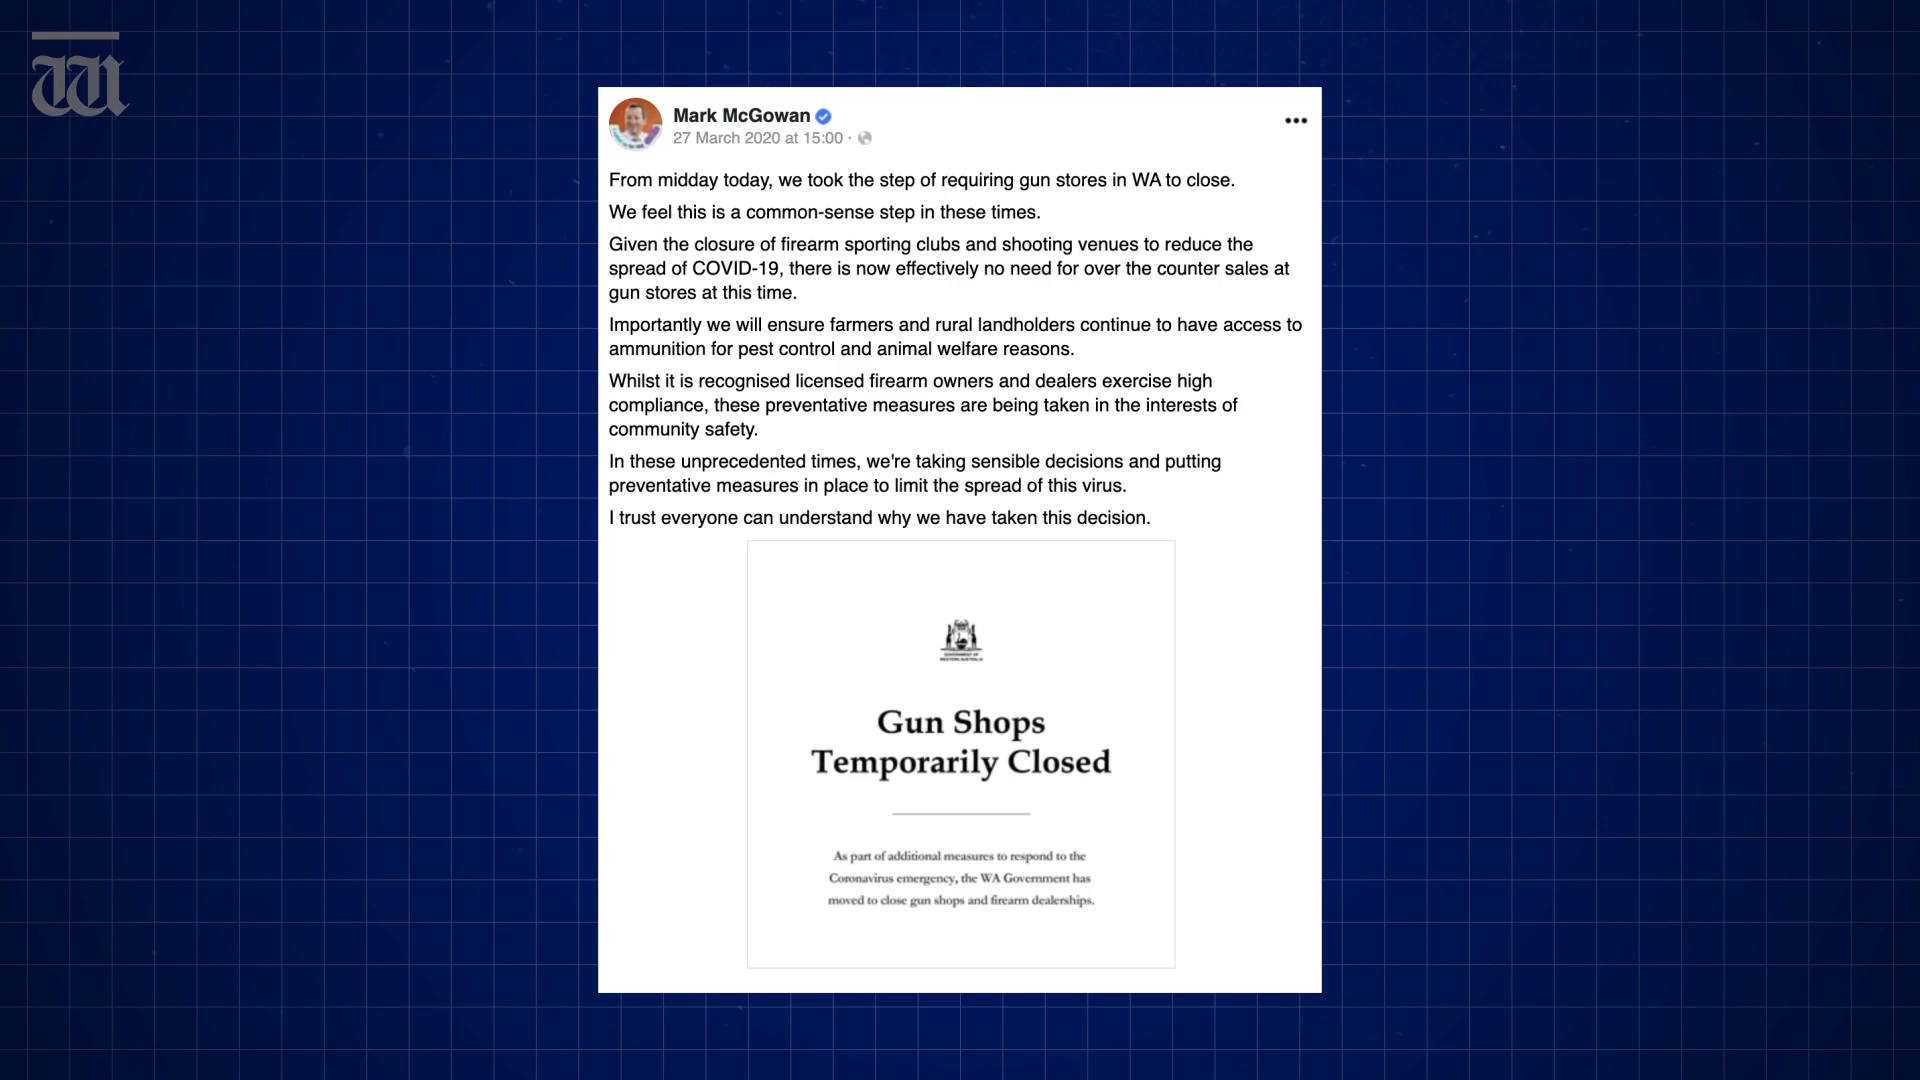 W
Mark McGowan
27 March 2020 at 15:00 ·
From midday today, we took the step of requiring gun stores in WA to close.
We feel this is a common-sense step in these times.
Given the closure of firearm sporting clubs and shooting venues to reduce the
spread of COVID-19, there is now effectively no need for over the counter sales at
gun stores at this time.
Importantly we will ensure farmers and rural landholders continue to have access to
ammunition for pest control and animal welfare reasons.
Whilst it is recognised licensed firearm owners and dealers exercise high
compliance, these preventative measures are being taken in the interests of
community safety.
In these unprecedented times, we're taking sensible decisions and putting
preventative measures in place to limit the spread of this virus.
I trust everyone can understand why we have taken this decision.
GOVERNMENT OF
WESTERN AUSTRALIA
Gun Shops
Temporarily Closed
As part of additional measures to respond to the
Coronavirus emergency, the WA Government has
moved to close gun shops and firearm dealerships.